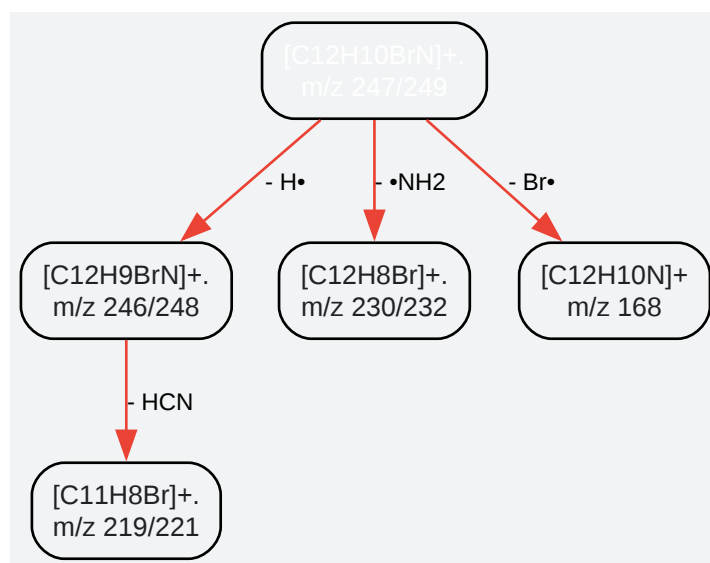 [C12H10BrN]+.
m/z 247/249
- H•
- •NH2
- Br•
[C12H9BrN]+.
m/z 246/248
[C12H8Br]+.
m/z 230/232
[C12H10N]+
m/z 168
- HCN
[C11H8Br]+.
m/z 219/221